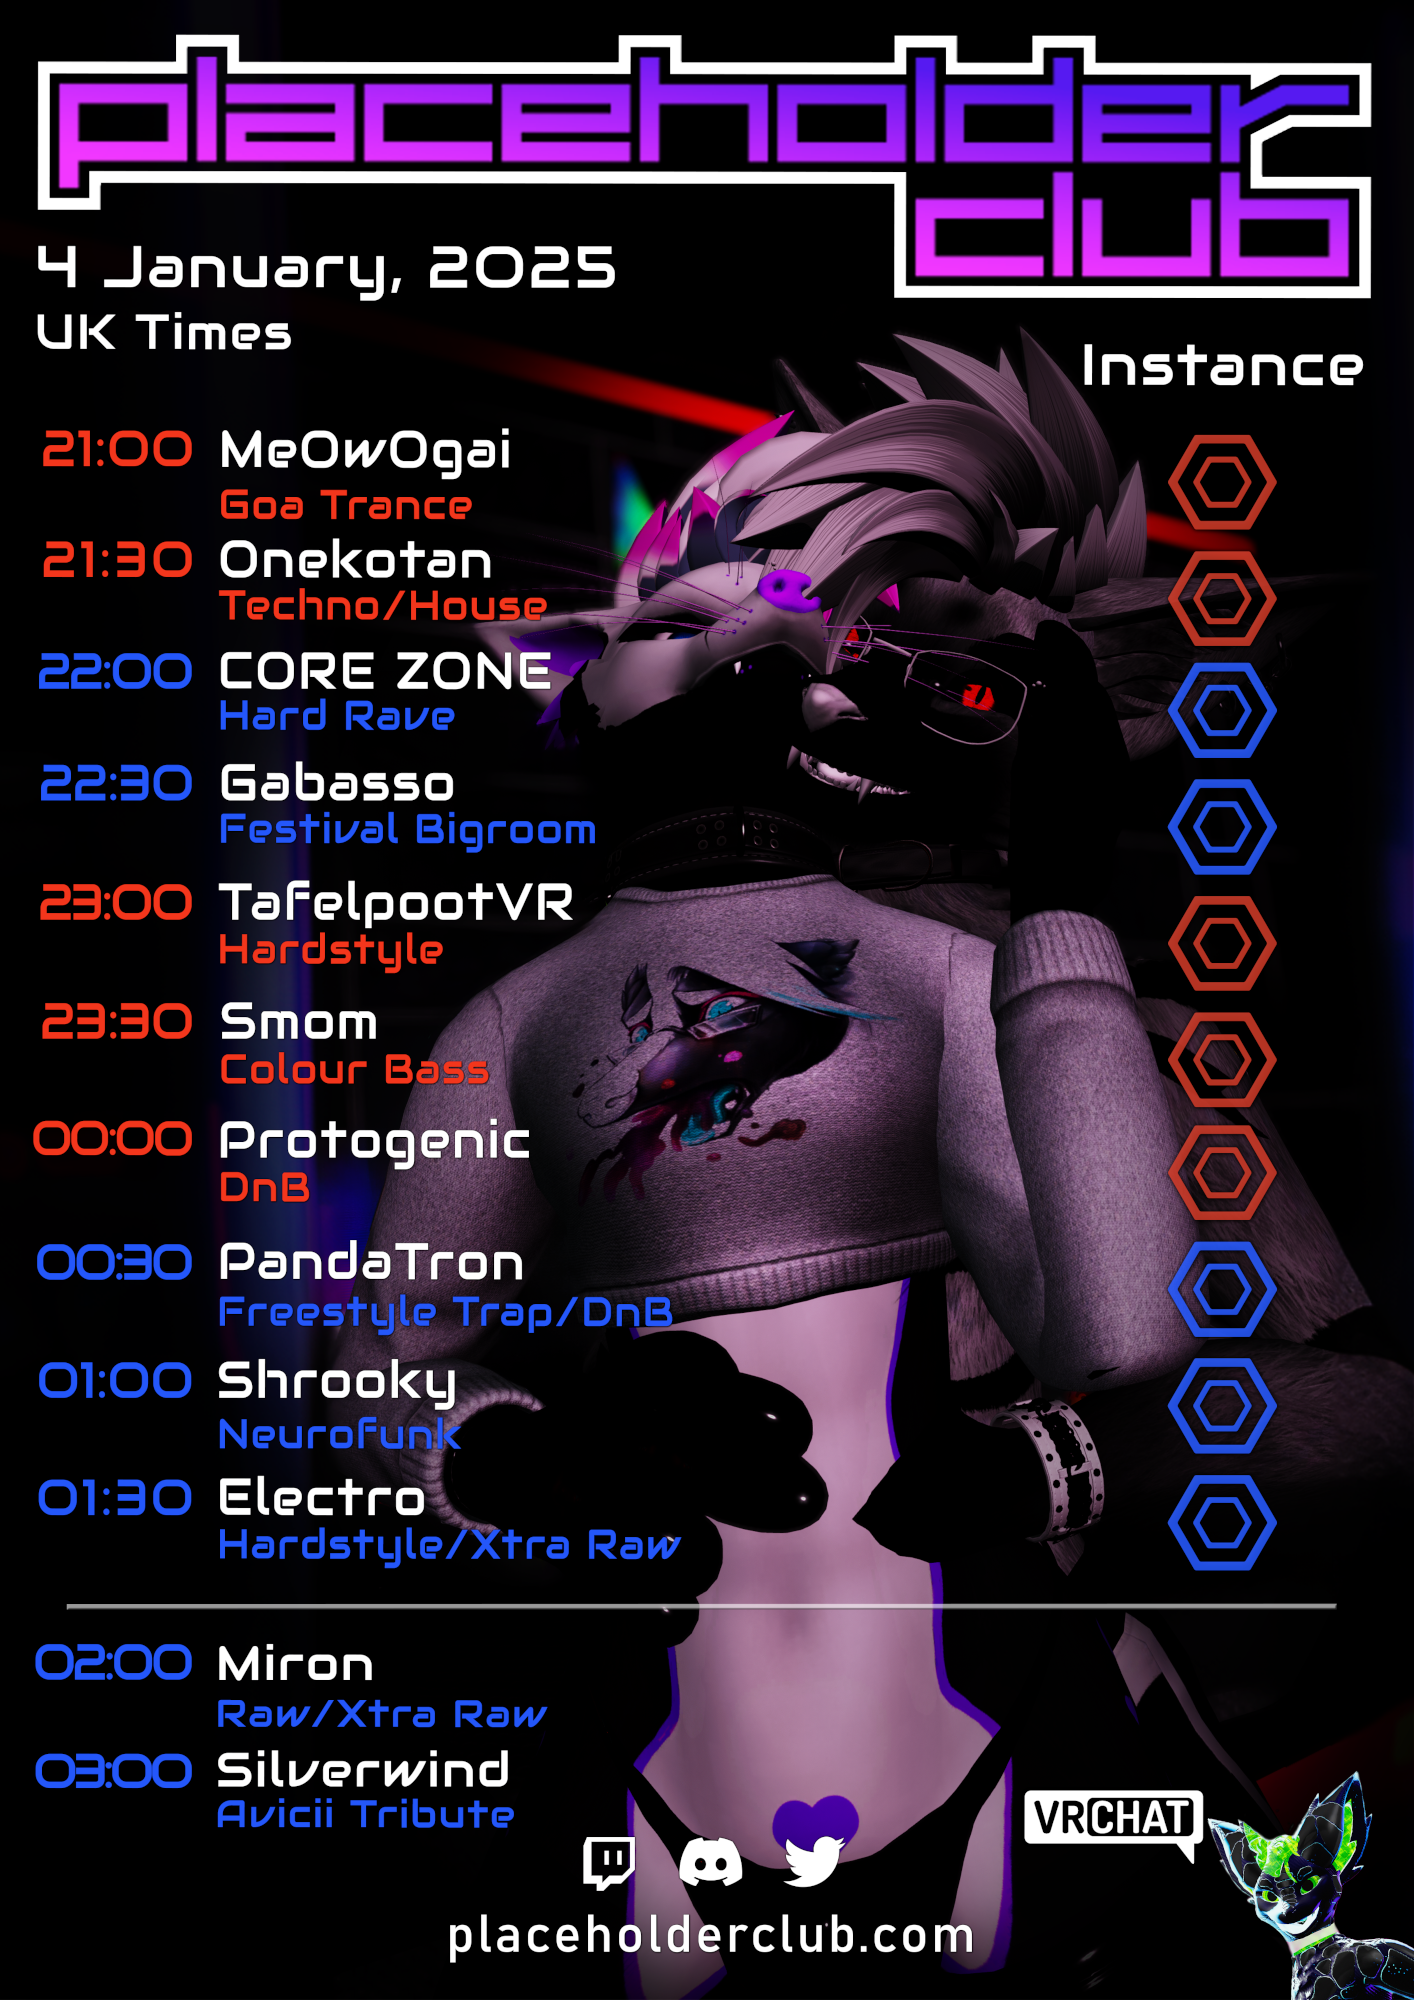 placeholder
club
4 January, 2025
UK Times
Instance
21:00 MeOwOgai
Goa Trance
21:30 Onekotan
Techno/House
22:00 CORE ZONE
Hard Rave
22:30 Gabasso
Festival Bigroom
23:00 TafelpootVR
Hardstyle
23:30 Smom
Colour Bass
00:00 Protogenic
DnB
00:30 PandaTron
Freestyle Trap/DnB
01:00 Shrooky
Neurofunk
01:30 Electro
Hardstyle/Xtra Raw
02:00 Miron
Raw/Xtra Raw
03:00 Silverwind
Avicii Tribute
VRCHAT
placeholderclub.com